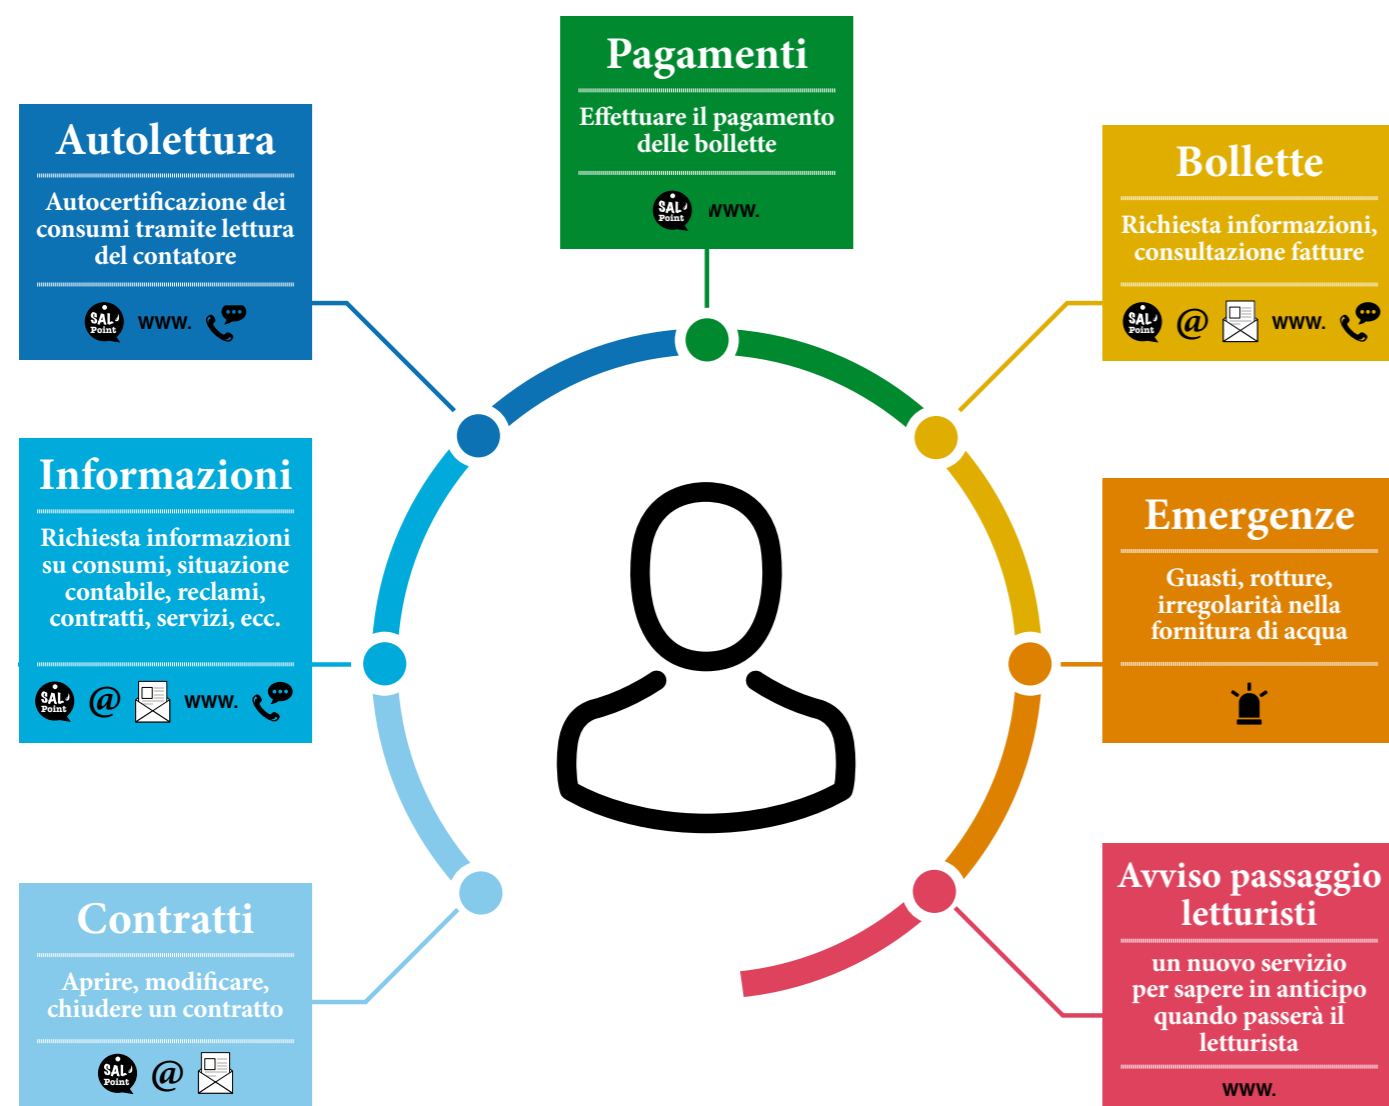 Pagamenti
Effettuare il pagamento
delle bollette
SAL
Point
www.
Autolettura
Autocertificazione dei
consumi tramite lettura
del contatore
SAL
Point
www.
Bollette
Richiesta informazioni,
consultazione fatture
SAL
Point
@
www.
Informazioni
Richiesta informazioni
su consumi, situazione
contabile, reclami,
contratti, servizi, ecc.
SAL
Point
@
www.
Emergenze
Guasti, rotture,
irregolarità nella
fornitura di acqua
Contratti
Aprire, modificare,
chiudere un contratto
SAL
Point
@
Avviso passaggio
letturisti
un nuovo servizio
per sapere in anticipo
quando passerà il
letturista
www.